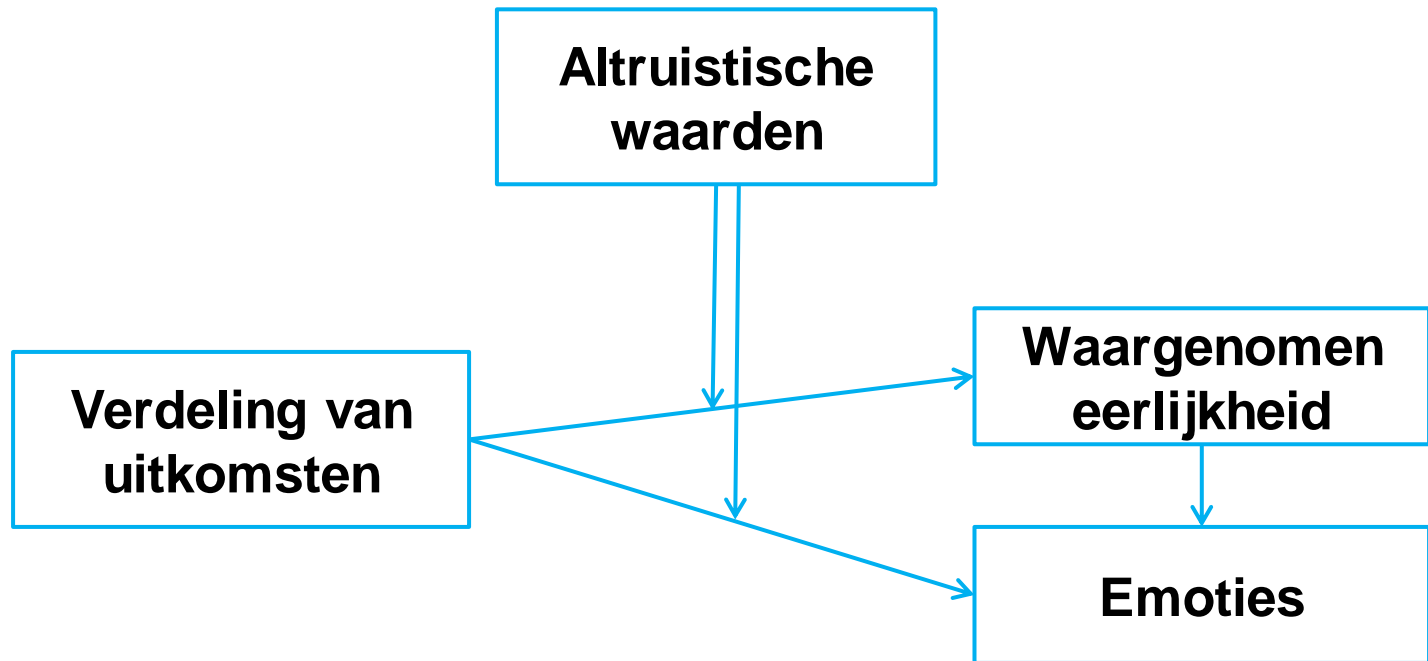 Altruistische
waarden
Verdeling van
uitkomsten
Waargenomen
eerlijkheid
Emoties